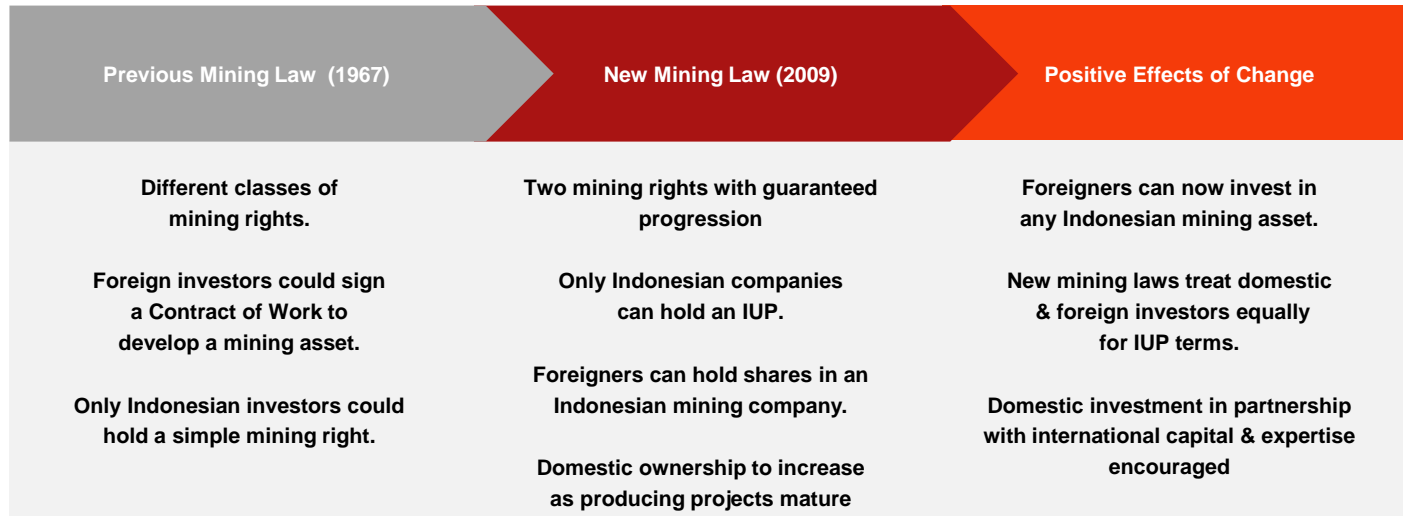 Previous Mining Law (1967)
New Mining Law (2009)
Positive Effects of Change
Different classes of
mining rights.
Foreign investors could sign
a Contract of Work to
develop a mining asset.
Only Indonesian investors could
hold a simple mining right.
Two mining rights with guaranteed
progression
Only Indonesian companies
can hold an IUP.
Foreigners can hold shares in an
Indonesian mining company.
Domestic ownership to increase
as producing projects mature
Foreigners can now invest in
any Indonesian mining asset.
New mining laws treat domestic
& foreign investors equally
for IUP terms.
Domestic investment in partnership
with international capital & expertise
encouraged